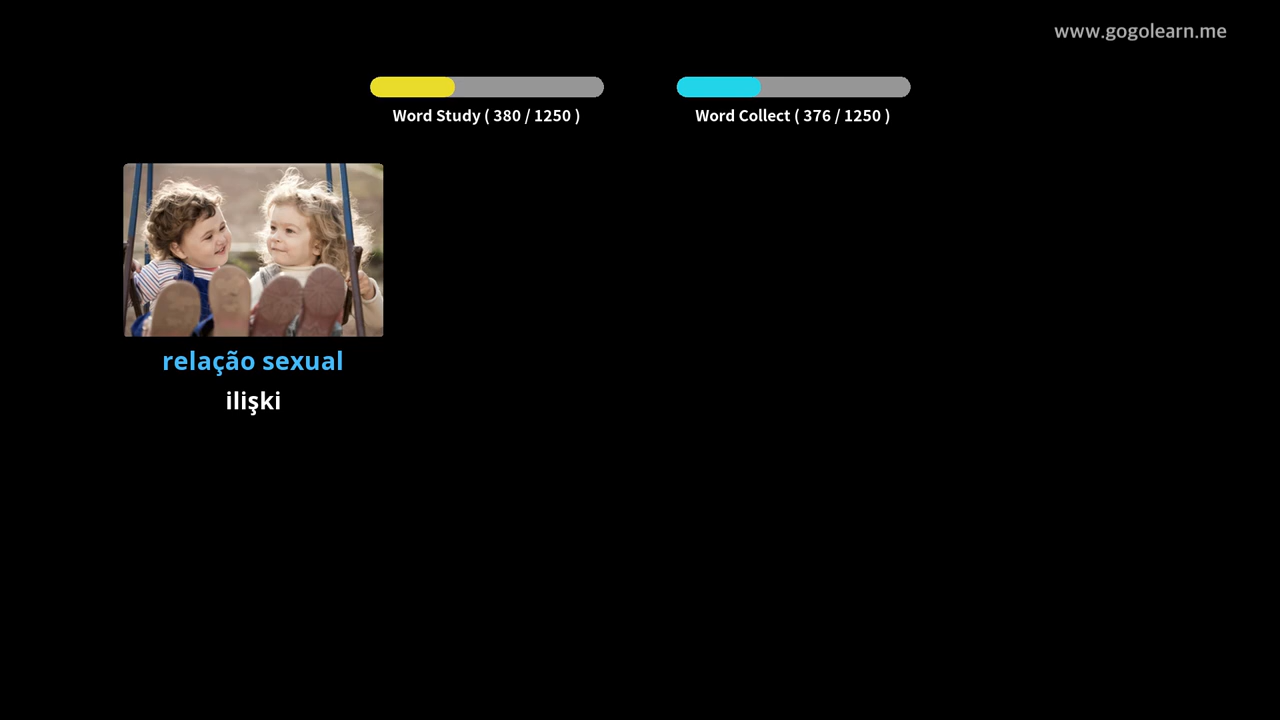 www.gogolearn.me
Word Study ( 380 / 1250 )
Word Collect ( 376 / 1250 )
relação sexual
ilişki